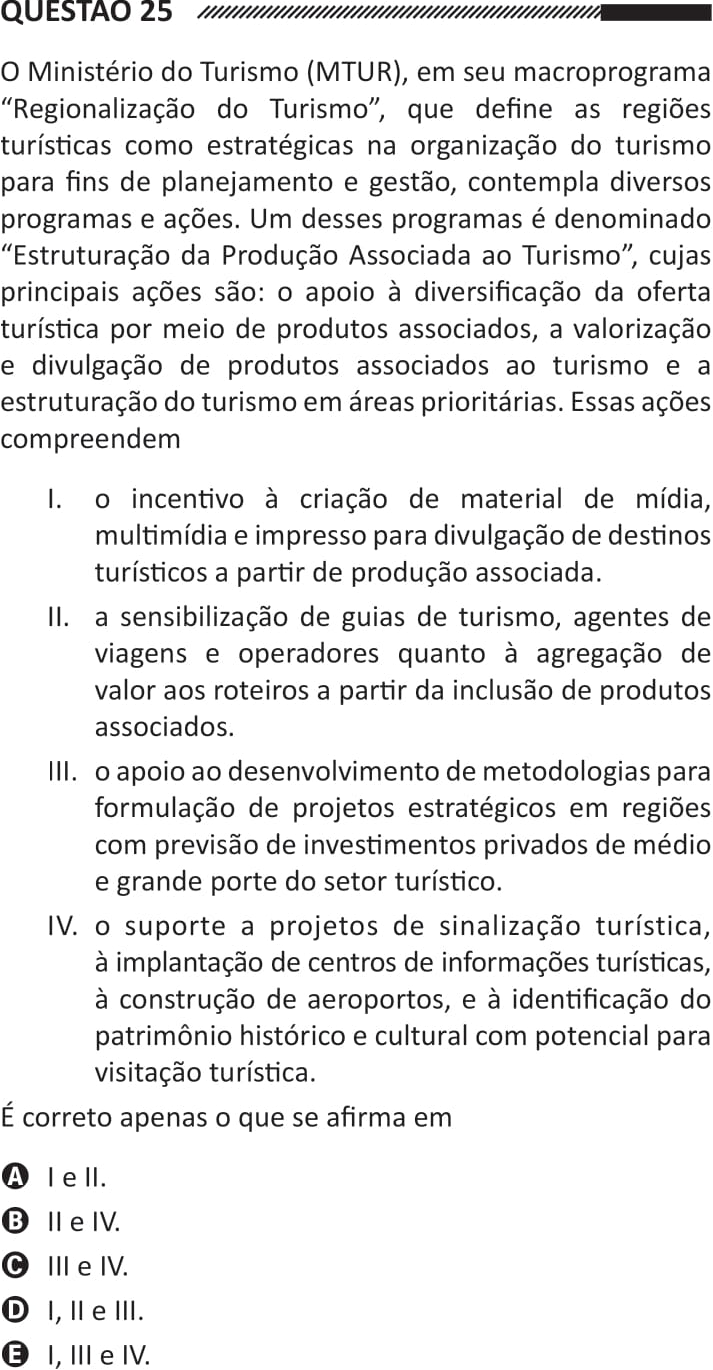 QUESTÃO 25
O Ministério do Turismo (MTUR), em seu macroprograma
“Regionalização do Turismo”, que define as regiões
turísticas como estratégicas na organização do turismo
para fins de planejamento e gestão, contempla diversos
programas e ações. Um desses programas é denominado
“Estruturação da Produção Associada ao Turismo”, cujas
principais ações são: o apoio à diversificação da oferta
turística por meio de produtos associados, a valorização
e divulgação de produtos associados ao turismo e a
estruturação do turismo em áreas prioritárias. Essas ações
compreendem
I. o incentivo à criação de material de mídia,
multimídia e impresso para divulgação de destinos
turísticos a partir de produção associada.
II. a sensibilização de guias de turismo, agentes de
viagens e operadores quanto à agregação de
valor aos roteiros a partir da inclusão de produtos
associados.
III. o apoio ao desenvolvimento de metodologias para
formulação de projetos estratégicos em regiões
com previsão de investimentos privados de médio
e grande porte do setor turístico.
IV. o suporte a projetos de sinalização turística,
à implantação de centros de informações turísticas,
à construção de aeroportos, e à identificação do
patrimônio histórico e cultural com potencial para
visitação turística.
É correto apenas o que se afirma em
A I e II.
B II e IV.
C III e IV.
D I, II e III.
E I, III e IV.